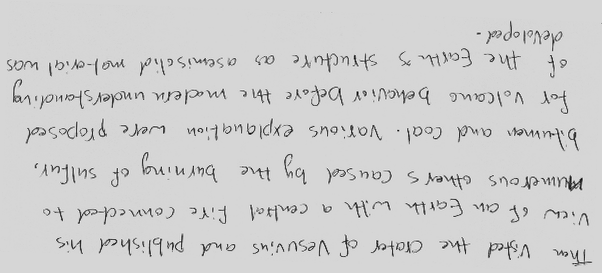 Then Visted the crater of Vesuvius and published his
View of an Earth with a central Fire connected to
numerous others caused by the burning of sulfur,
bitumen and coal. Various explanation were proposed
for volcano behavior before the modern understanding
of the Earth's structure as a semisolid material was
developed.